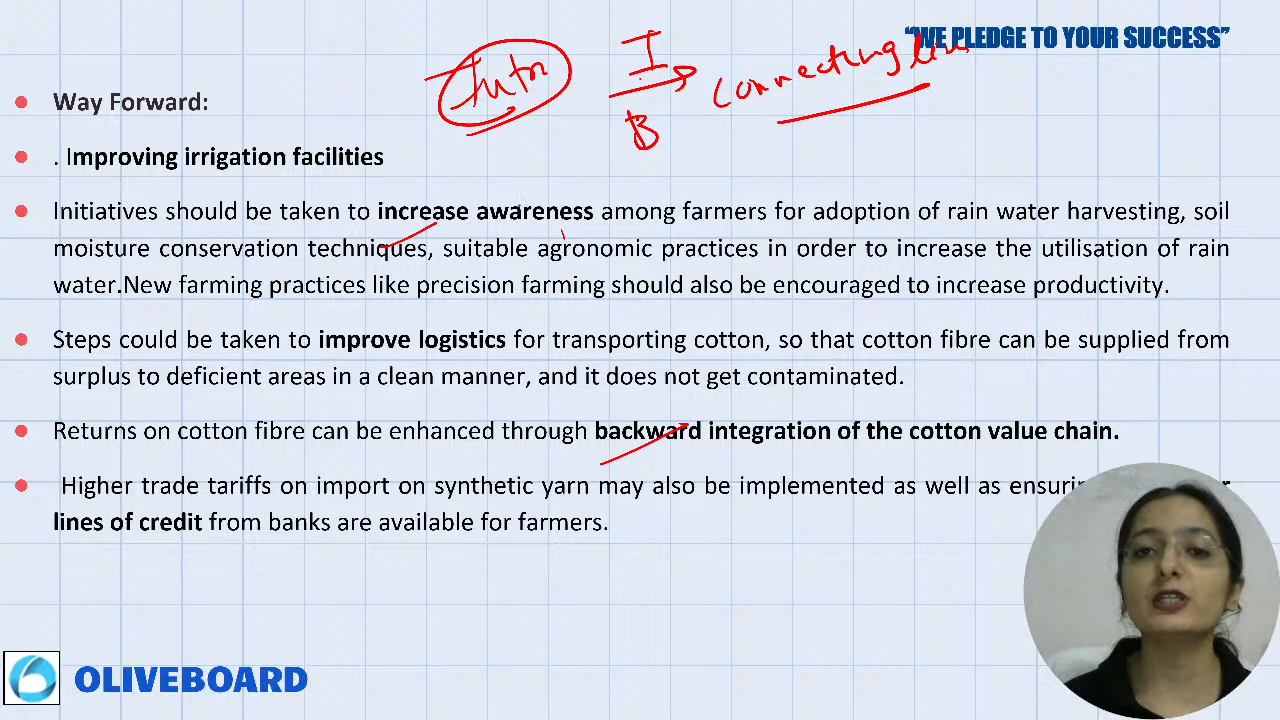 “WE PLEDGE TO YOUR SUCCESS”
Intro
I
B
connecting
Way Forward:
. Improving irrigation facilities
Initiatives should be taken to increase awareness among farmers for adoption of rain water harvesting, soil
moisture conservation techniques, suitable agronomic practices in order to increase the utilisation of rain
water.New farming practices like precision farming should also be encouraged to increase productivity.
Steps could be taken to improve logistics for transporting cotton, so that cotton fibre can be supplied from
surplus to deficient areas in a clean manner, and it does not get contaminated.
Returns on cotton fibre can be enhanced through backward integration of the cotton value chain.
Higher trade tariffs on import on synthetic yarn may also be implemented as well as
lines of credit from banks are available for farmers.
OLIVEBOARD